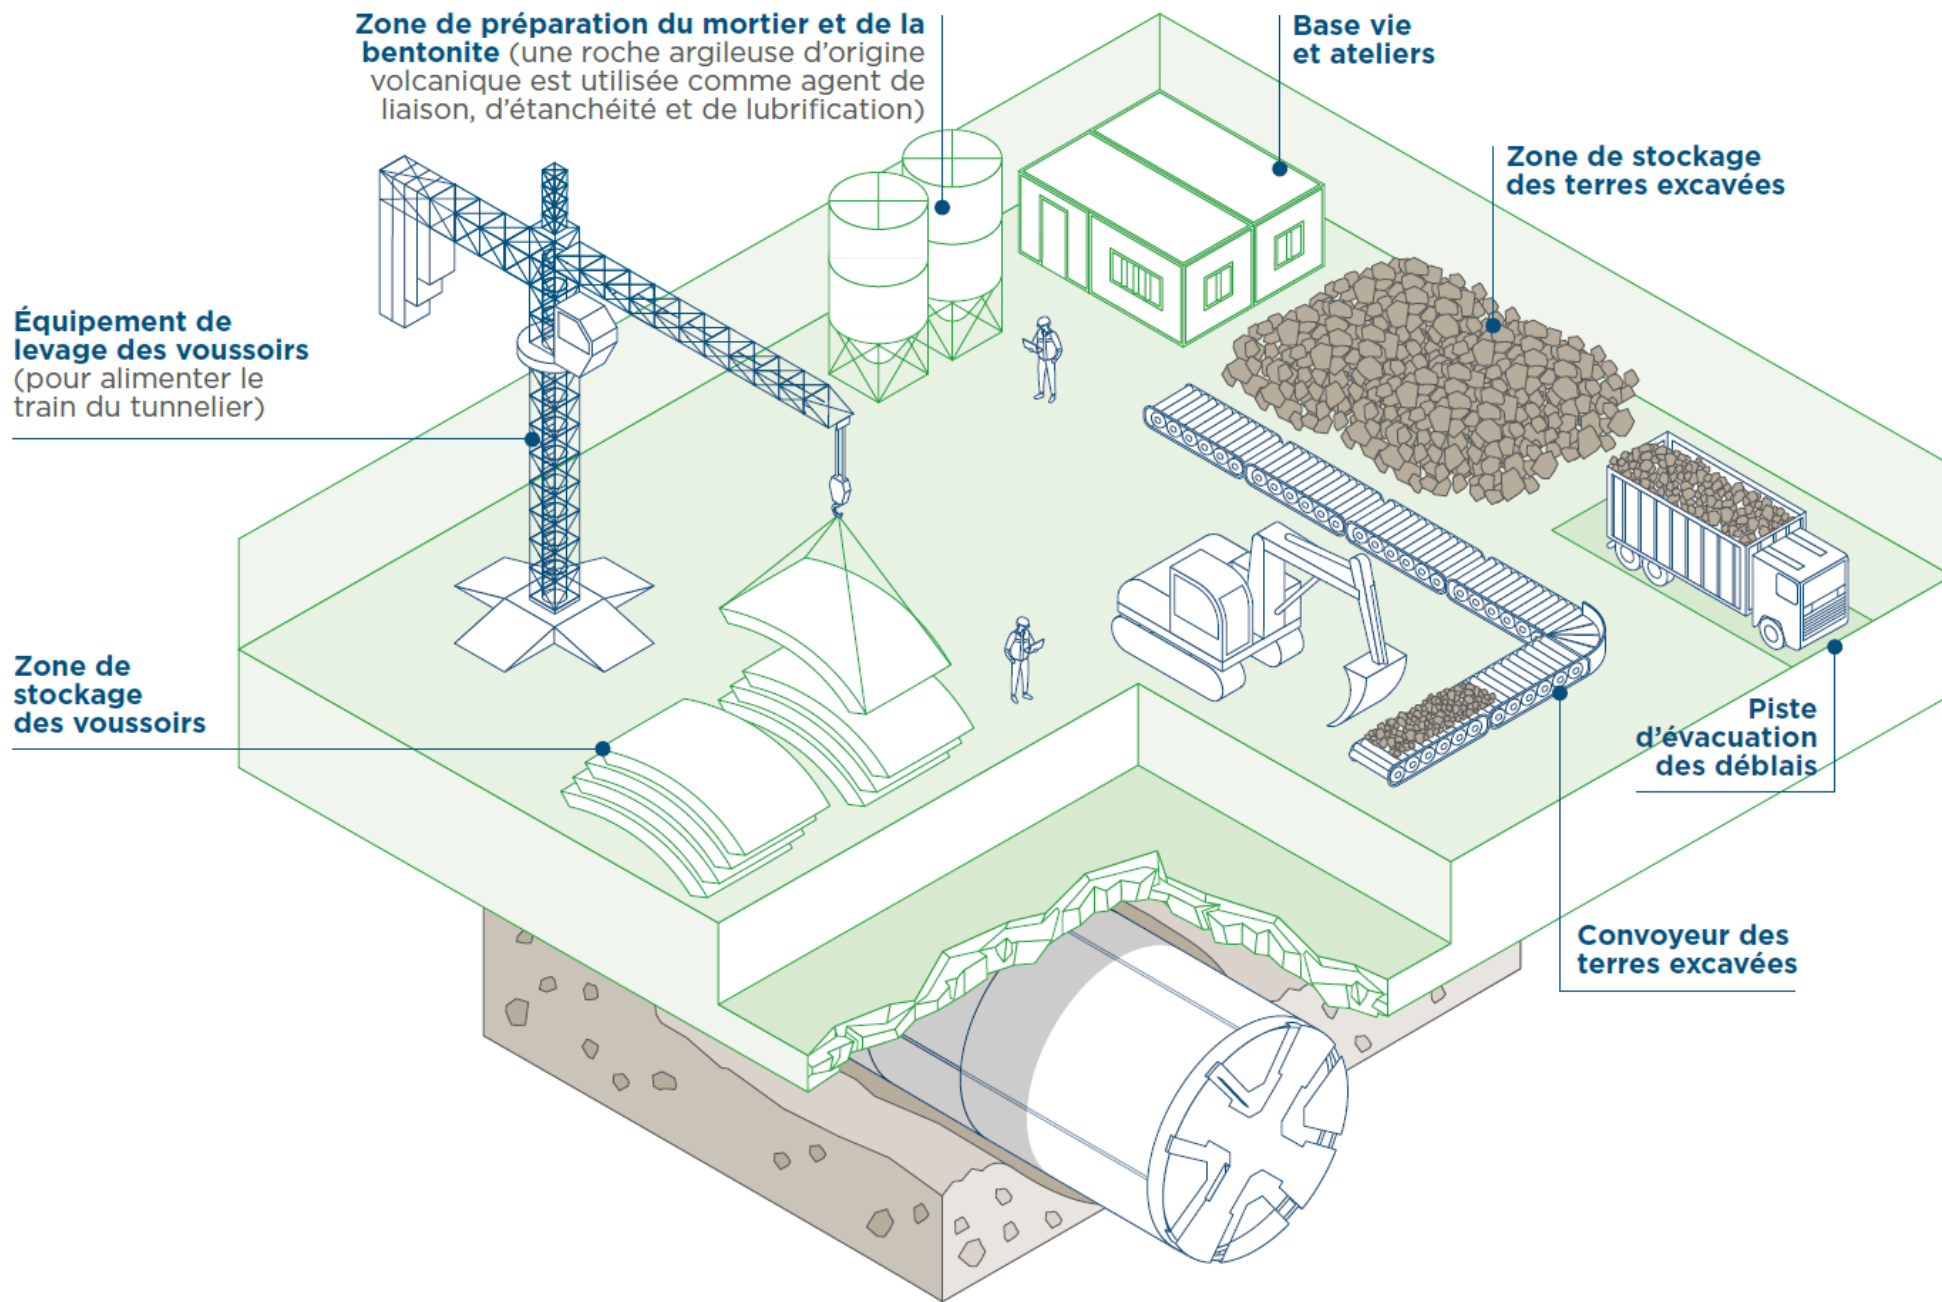 Zone de préparation du mortier et de la
bentonite (une roche argileuse d’origine
volcanique est utilisée comme agent de
liaison, d’étanchéité et de lubrification)
Base vie
et ateliers
Zone de stockage
des terres excavées
Équipement de
levage des voussoirs
(pour alimenter le
train du tunnelier)
Zone de
stockage
des voussoirs
Piste
d’évacuation
des déblais
Convoyeur des
terres excavées